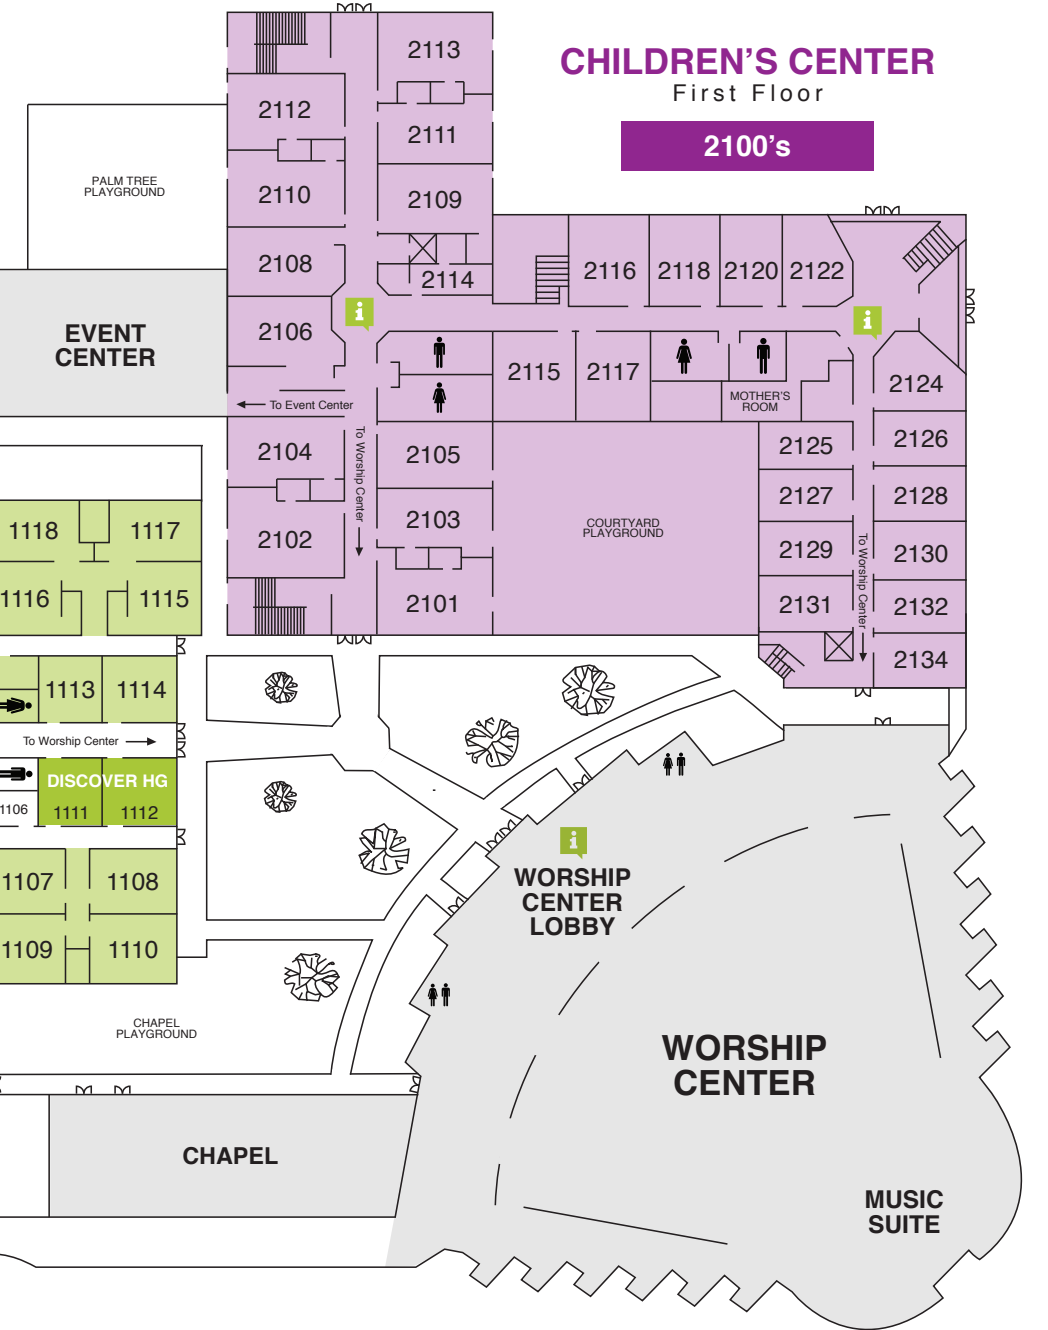 CHILDREN'S CENTER
First Floor
2100's
2113
2112
2111
2110
2109
2108
2114
2106
PALM TREE
PLAYGROUND
EVENT
CENTER
i
To Event Center
To Worship Center
2104
2105
2103
2102
2101
2116
2118
2120
2122
i
2115
2117
MOTHER'S
ROOM
2124
2125
2126
2127
2128
2129
2130
2131
2132
2134
To Worship Center
COURTYARD
PLAYGROUND
1118
1117
1116
1115
1113
1114
To Worship Center
DISCOVER HG
1106
1111
1112
1107
1108
1109
1110
CHAPEL
PLAYGROUND
i
WORSHIP
CENTER
LOBBY
WORSHIP
CENTER
CHAPEL
MUSIC
SUITE